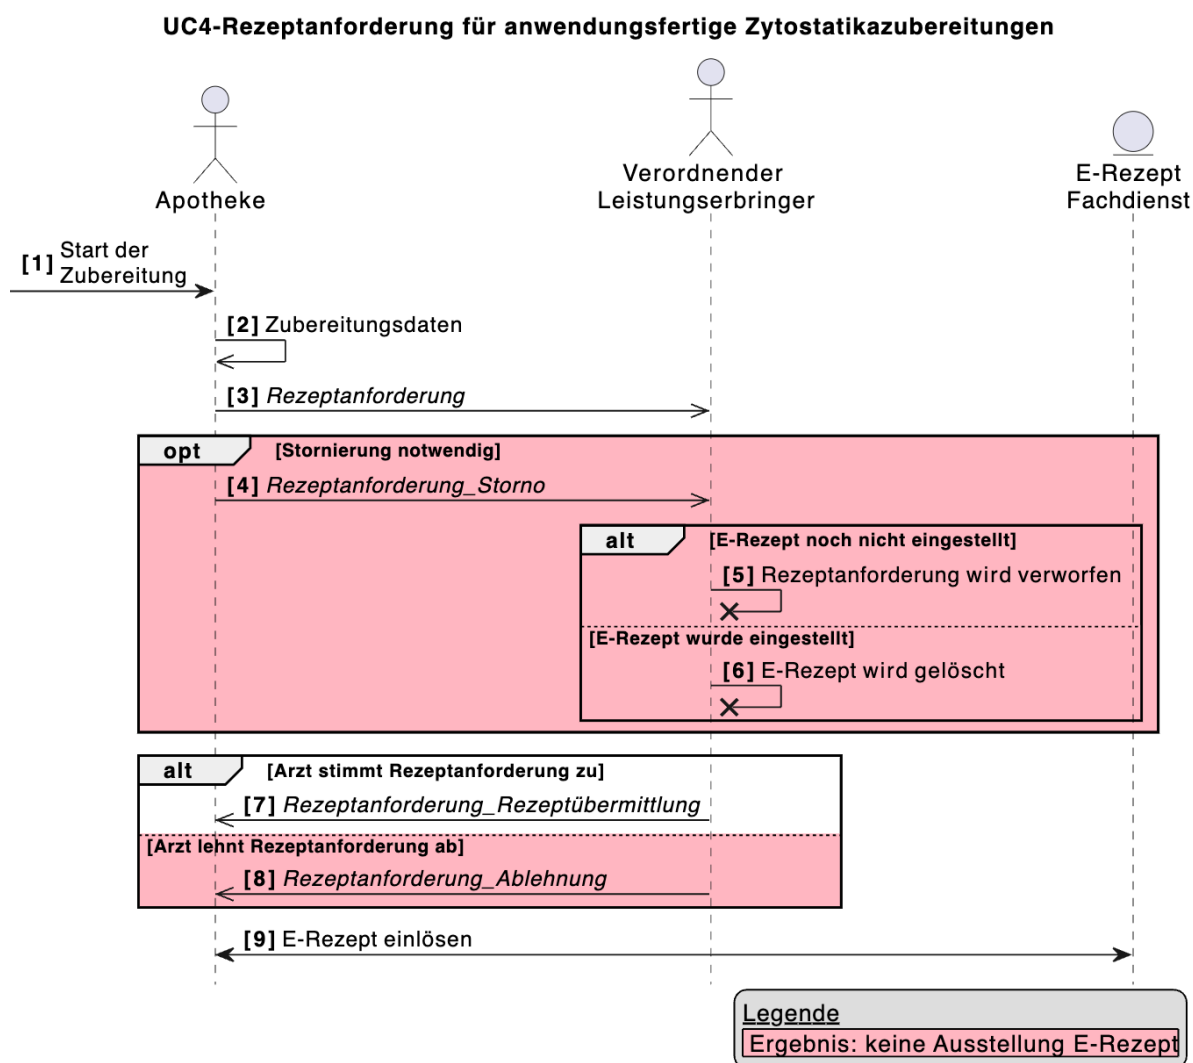 UC4-Rezeptanforderung für anwendungsfertige Zytostatikazubereitungen
Apotheke
Verordnender
Leistungserbringer
E-Rezept
Fachdienst
[1] Start der
Zubereitung
[2] Zubereitungsdaten
[3] Rezeptanforderung
opt [Stornierung notwendig]
[4] Rezeptanforderung_Storno
alt [E-Rezept noch nicht eingestellt]
[5] Rezeptanforderung wird verworfen
[E-Rezept wurde eingestellt]
[6] E-Rezept wird gelöscht
alt [Arzt stimmt Rezeptanforderung zu]
[7] Rezeptanforderung_Rezeptübermittlung
[Arzt lehnt Rezeptanforderung ab]
[8] Rezeptanforderung_Ablehnung
[9] E-Rezept einlösen
Legende
Ergebnis: keine Ausstellung E-Rezept